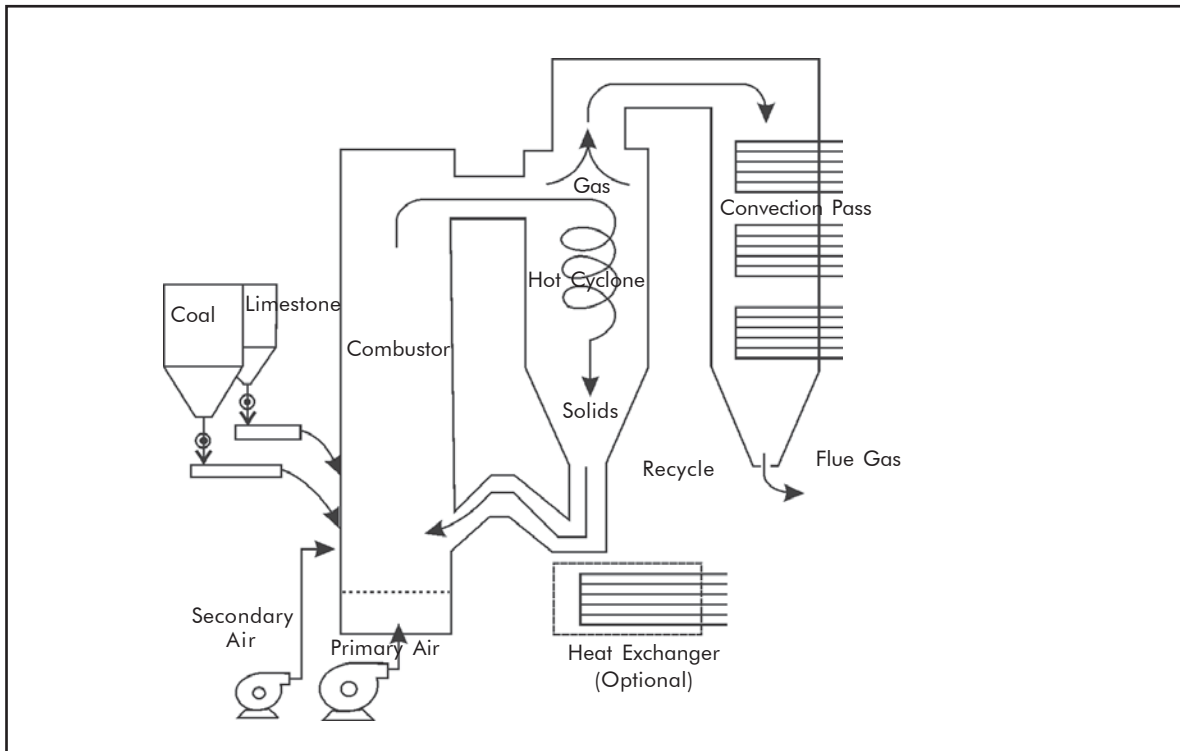 Gas
Convection Pass
Hot Cyclone
Limestone
Coal
Combustor
Solids
Flue Gas
Recycle
Secondary
Air
Primary Air
Heat Exchanger
(Optional)